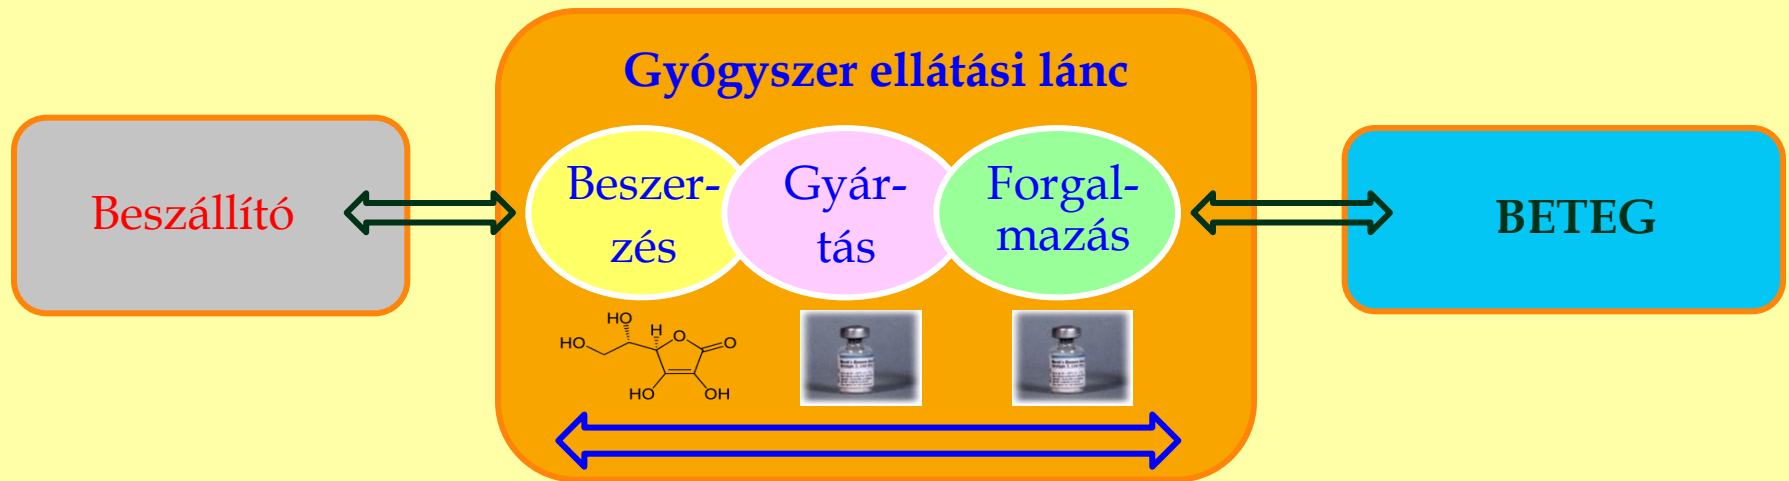 Gyógyszer ellátási lánc
Beszállító
Beszer-
zés
Gyár-
tás
Forgal-
mazás
BETEG
HO
HO
H
O
O
HO
OH